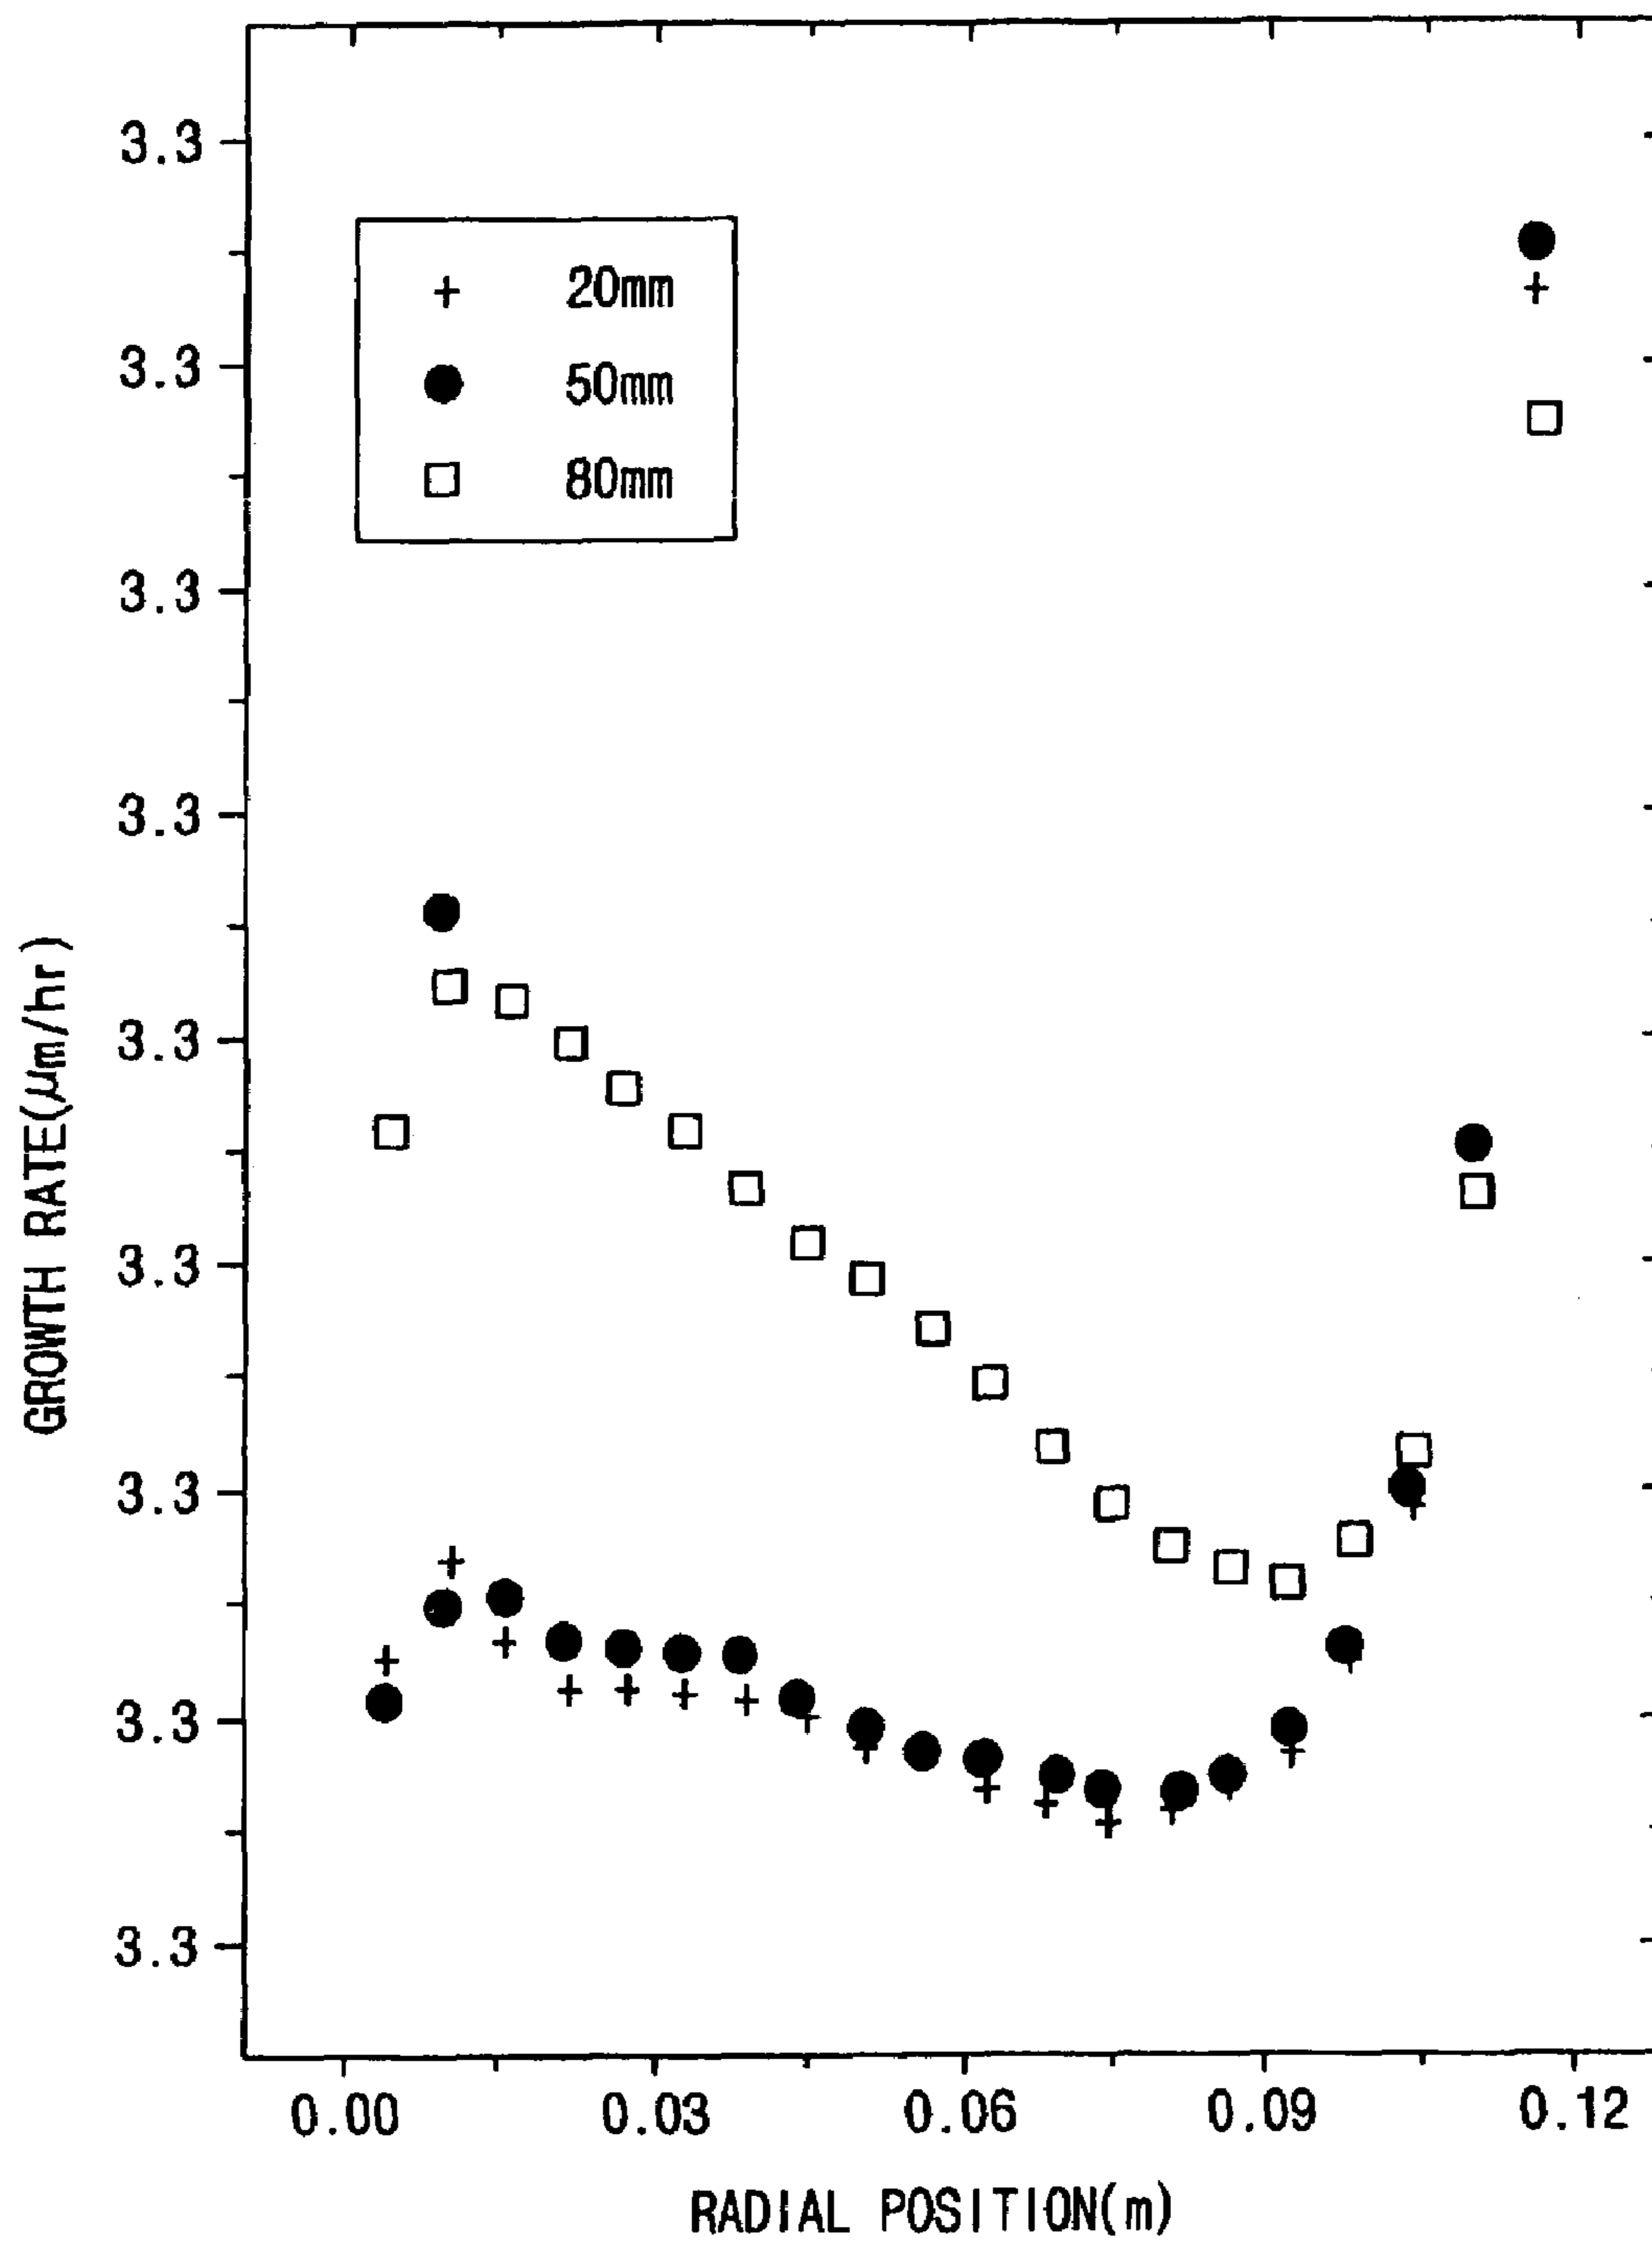 3.3
20mm
3.3
50mm
80mm
3.3
3.3
3.3
3.3
3.3
3.3
3.3
GROWTH RATE(μm/hr)
0.00 0.03 0.06 0.09 0.12
RADIAL POSITION(m)